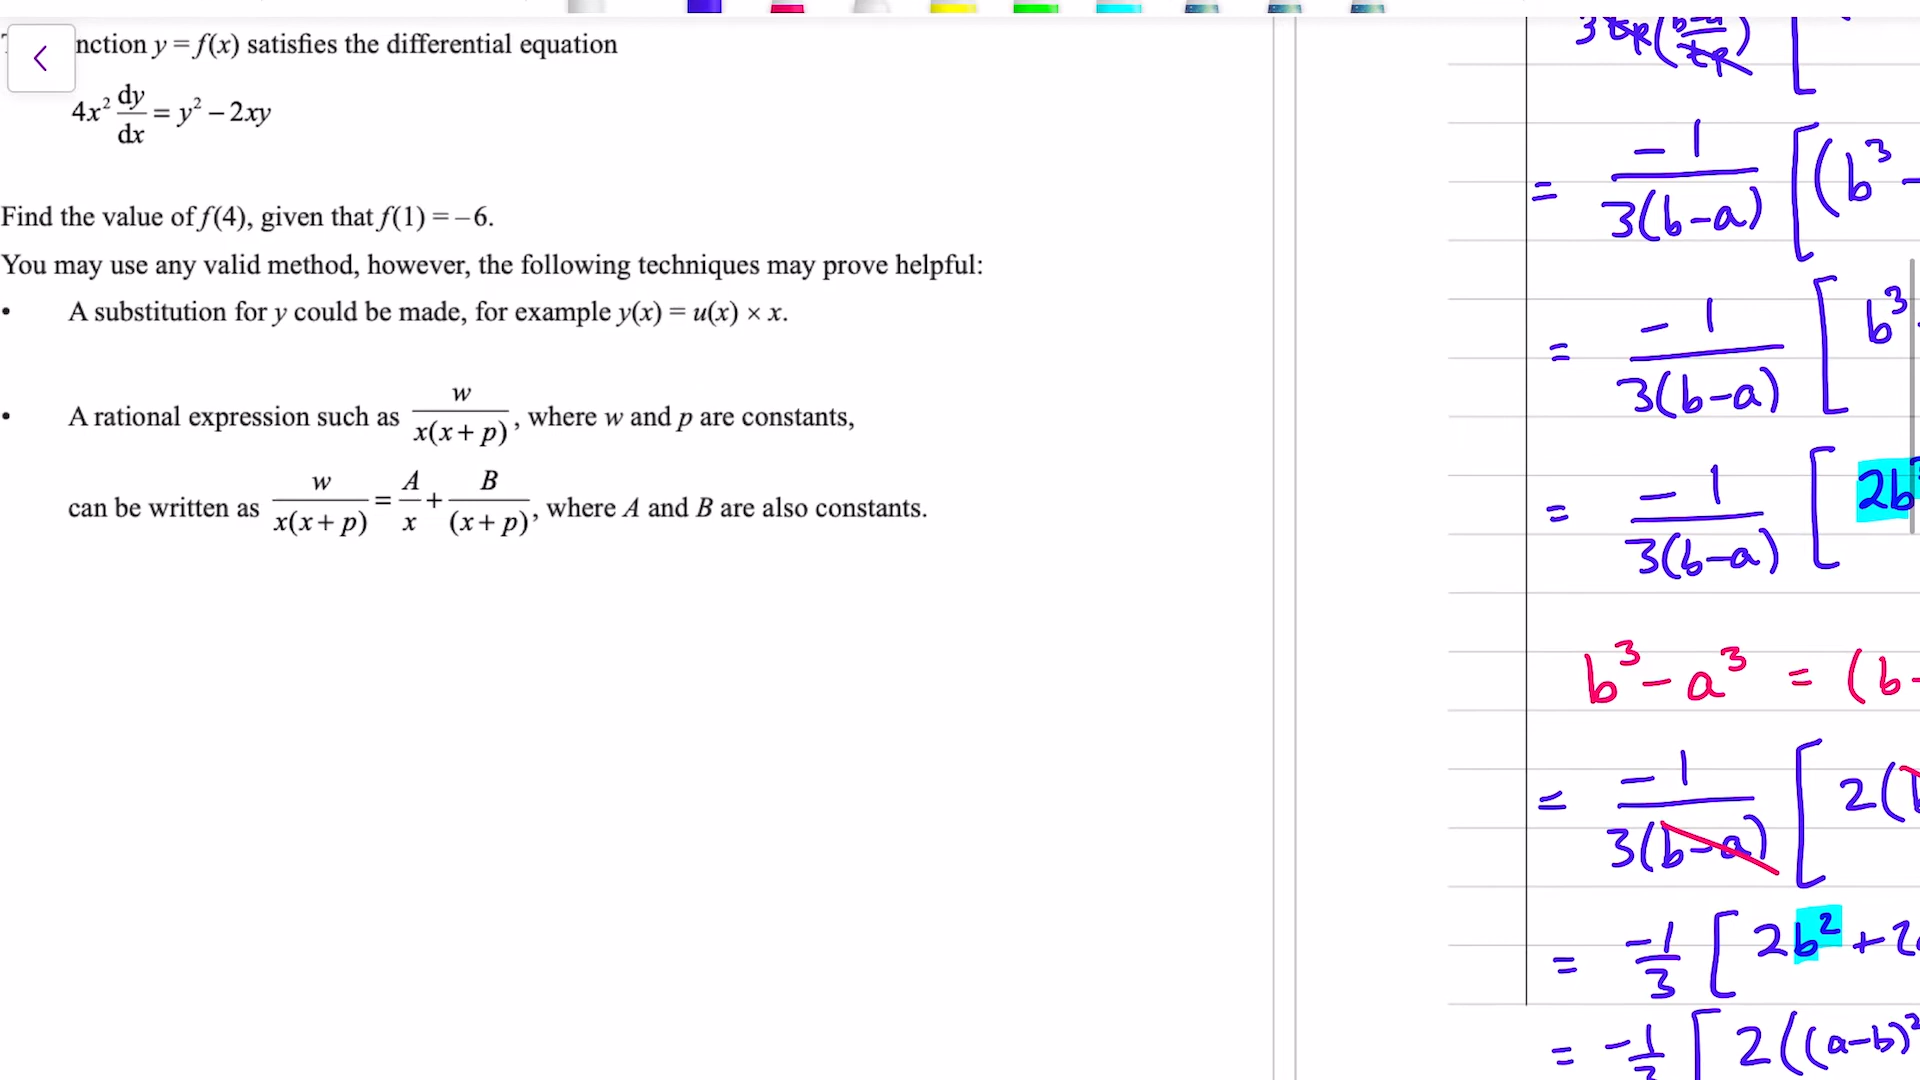 nction y = f(x) satisfies the differential equation
4x² dy/dx = y² – 2xy
Find the value of f(4), given that f(1) = –6.
You may use any valid method, however, the following techniques may prove helpful:
• A substitution for y could be made, for example y(x) = u(x) × x.
• A rational expression such as w/x(x + p), where w and p are constants,
can be written as w/x(x + p) = A/x + B/(x + p), where A and B are also constants.
= -1/3(b-a) [(b³ -
= -1/3(b-a) [ b³
= -1/3(b-a) [ 2b
b³ - a³ = (b-
= -1/3(b-a) [ 2(
= -1/3 [ 2b² + 2
= -1/3 [ 2((a-b)²